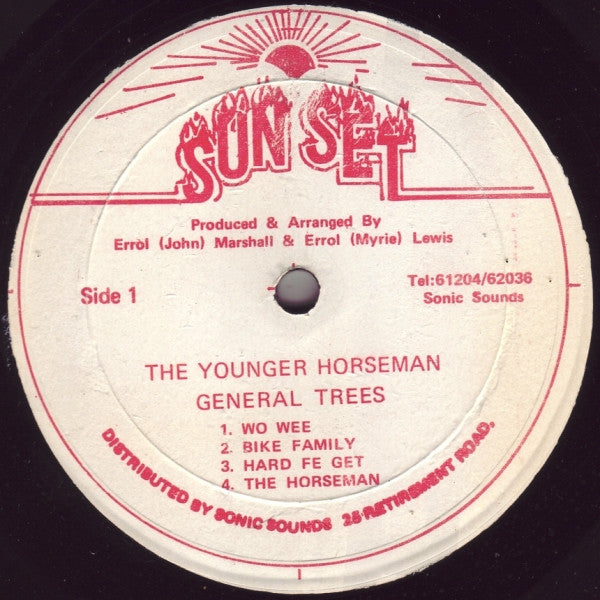 SUN SET
Produced & Arranged By
Errol (John) Marshall & Errol (Myrie) Lewis
Side 1
Tel:61204/62036
Sonic Sounds
THE YOUNGER HORSEMAN
GENERAL TREES
1. WO WEE
2. BIKE FAMILY
3. HARD FE GET
4. THE HORSEMAN
DISTRIBUTED BY SONIC SOUNDS 25 RETIREMENT ROAD.